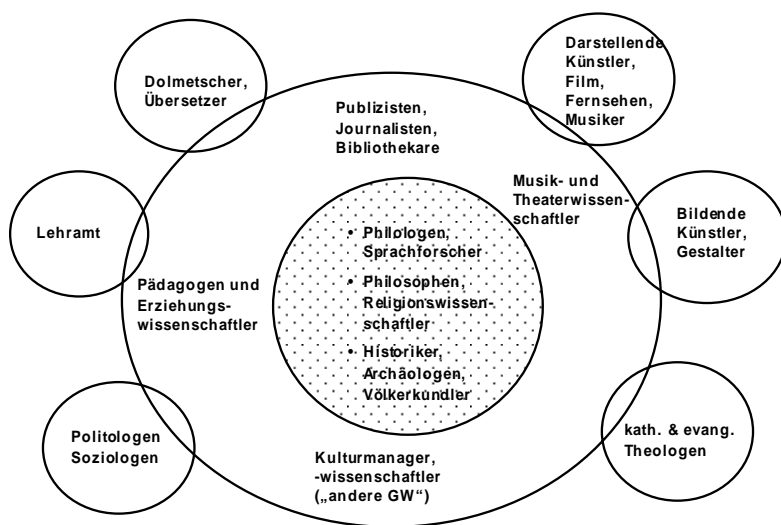 Dolmetscher,
Übersetzer
Publizisten,
Journalisten,
Bibliothekare
Darstellende
Künstler,
Film,
Fernsehen,
Musiker
Lehramt
Musik- und
Theaterwissen-
schaftler
Bildende
Künstler,
Gestalter
Pädagogen und
Erziehungs-
wissenschaftler
• Philologen,
Sprachforscher
• Philosophen,
Religionswissen-
schaftler
• Historiker,
Archäologen,
Völkerkundler
Politologen
Soziologen
Kulturmanager,
-wissenschaftler
(„andere GW“)
kath. & evang.
Theologen